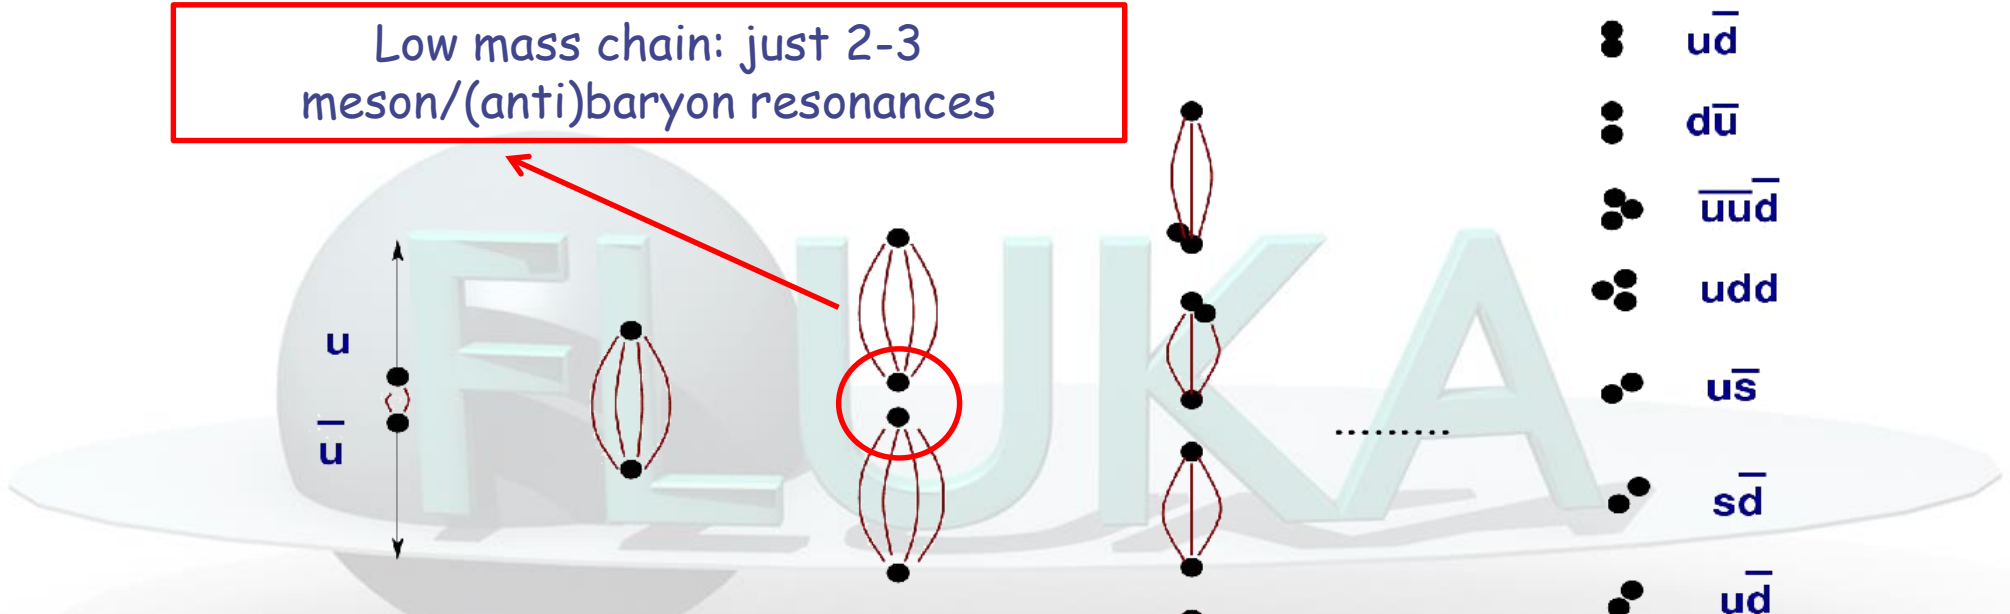 Low mass chain: just 2-3
meson/(anti)baryon resonances
FLUKA
u
u̅
ud̅
du̅
u̅u̅d̅
udd
us̅
sd̅
ud̅